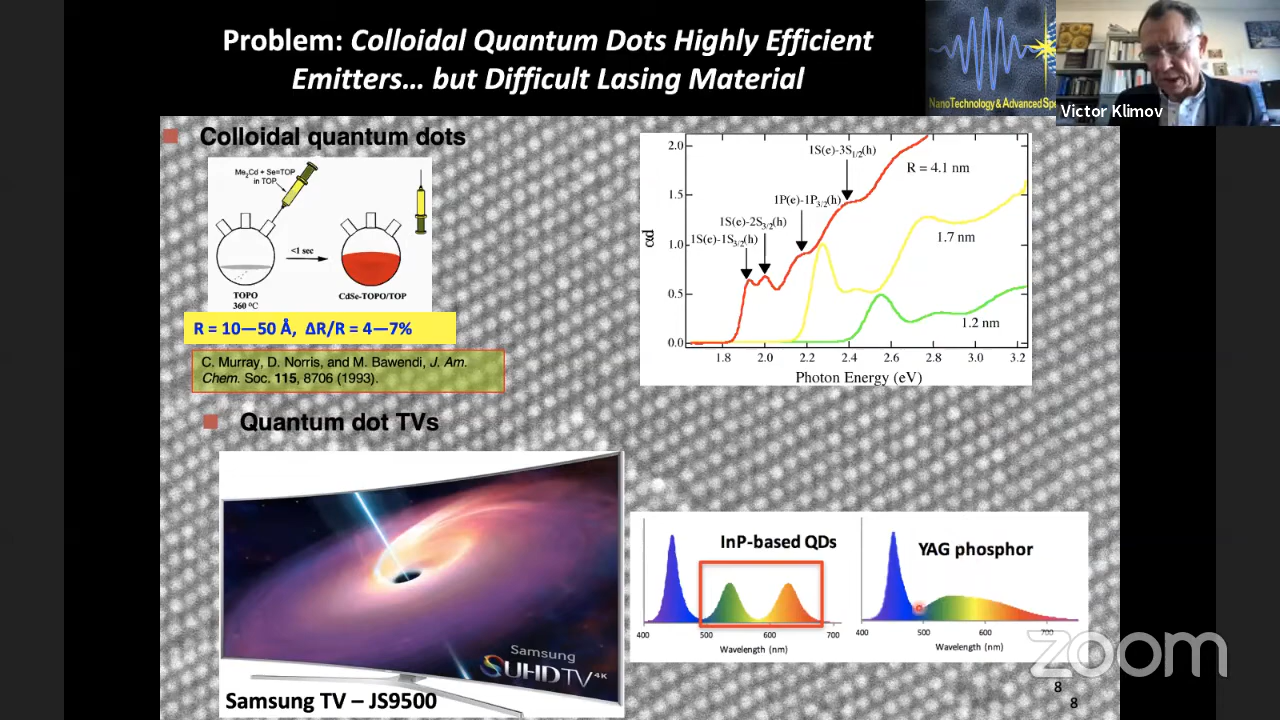 Problem: Colloidal Quantum Dots Highly Efficient
Emitters... but Difficult Lasing Material
NanoTechnology & Advanced Spe
Victor Klimov
Colloidal quantum dots
Me2Cd + Se=TOP
in TOP
<1 sec
TOPO
360 °C
CdSe-TOPO/TOP
R = 10—50 Å, ΔR/R = 4—7%
C. Murray, D. Norris, and M. Bawendi, J. Am.
Chem. Soc. 115, 8706 (1993).
2.0
1.5
1.0
0.5
0.0
αd
1S(e)-3S1/2(h)
R = 4.1 nm
1P(e)-1P3/2(h)
1S(e)-2S3/2(h)
1S(e)-1S3/2(h)
1.7 nm
1.2 nm
1.8 2.0 2.2 2.4 2.6 2.8 3.0 3.2
Photon Energy (eV)
Quantum dot TVs
Samsung
SUHDTV 4K
Samsung TV – JS9500
InP-based QDs
400 500 600 700
Wavelength (nm)
YAG phosphor
400 500 600 700
Wavelength (nm)
zoom
8
8